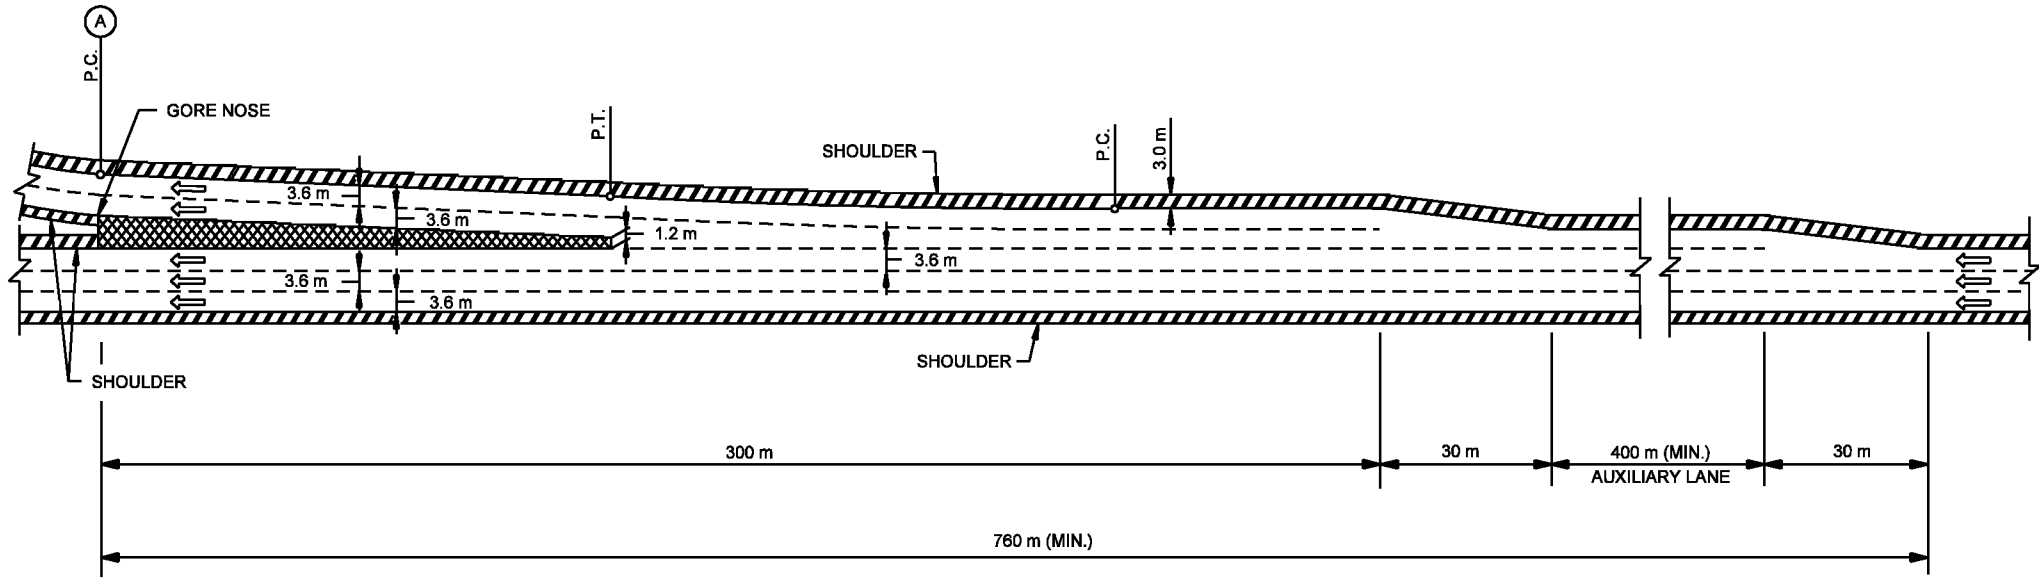 A
P.C.
GORE NOSE
P.T.
SHOULDER
P.C.
3.0 m
3.6 m
3.6 m
1.2 m
3.6 m
3.6 m
3.6 m
SHOULDER
SHOULDER
300 m
30 m
400 m (MIN.)
AUXILIARY LANE
30 m
760 m (MIN.)